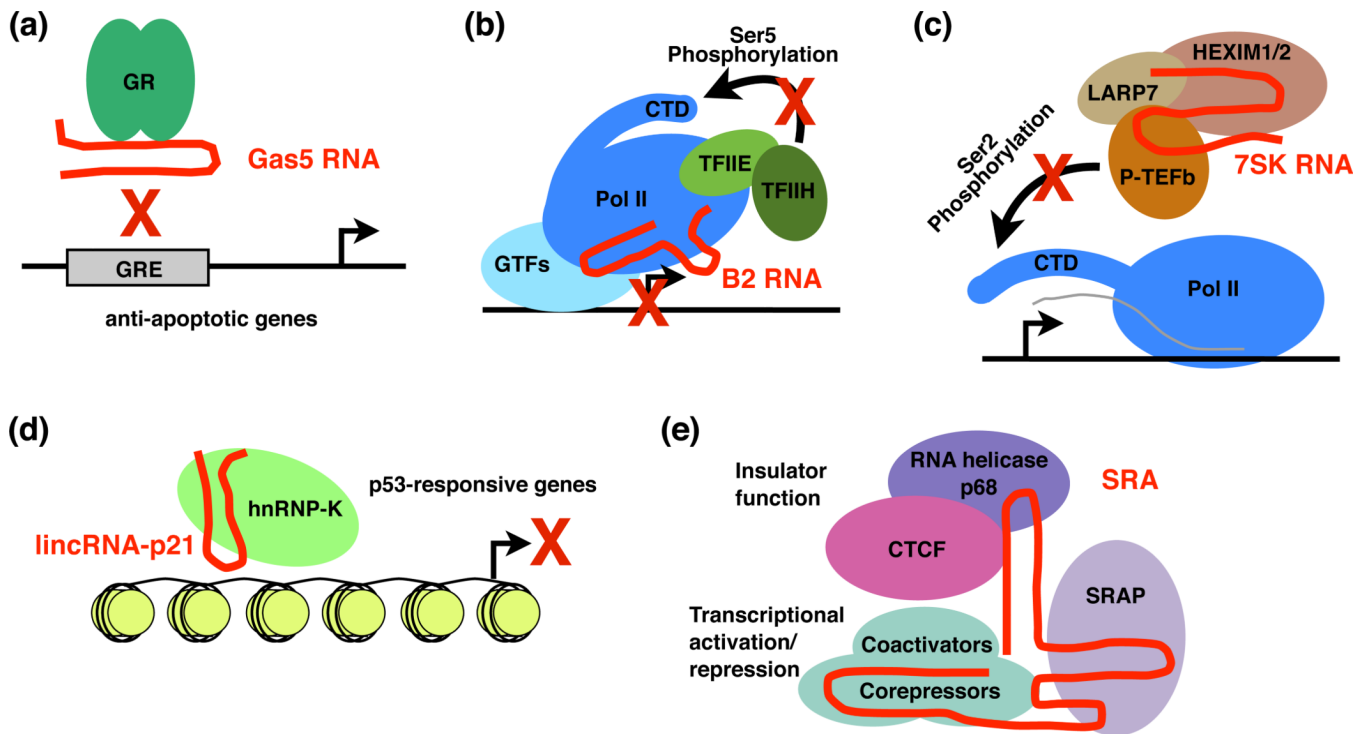 (a)
GR
Gas5 RNA
X
GRE
anti-apoptotic genes
(b)
Ser5
Phosphorylation
X
CTD
TFIIE
TFIIH
Pol II
GTFs
B2 RNA
X
(c)
HEXIM1/2
LARP7
Ser2
Phosphorylation
X
P-TEFb
7SK RNA
CTD
Pol II
(d)
p53-responsive genes
hnRNP-K
lincRNA-p21
X
(e)
Insulator
function
RNA helicase
p68
SRA
CTCF
SRAP
Transcriptional
activation/
repression
Coactivators
Corepressors